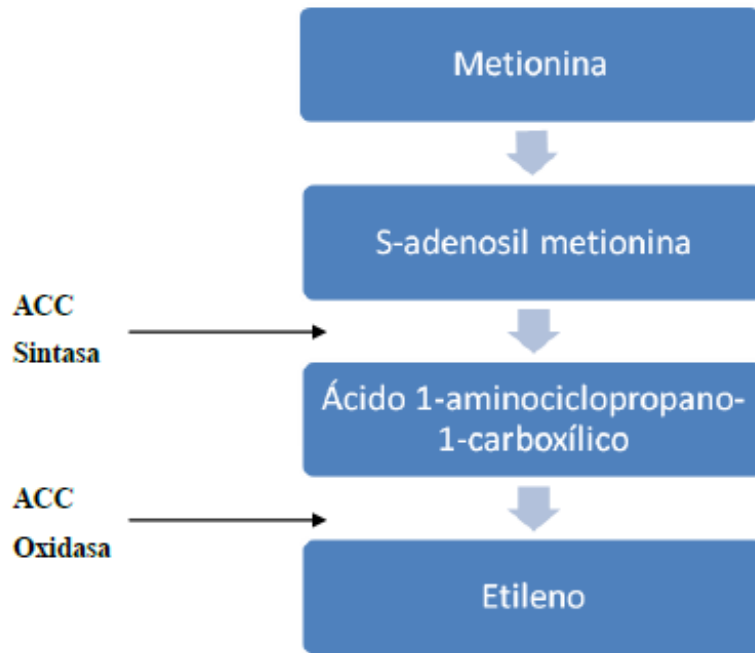 Metionina
S-adenosil metionina
ACC
Sintasa
Ácido 1-aminociclopropano-
1-carboxílico
ACC
Oxidasa
Etileno